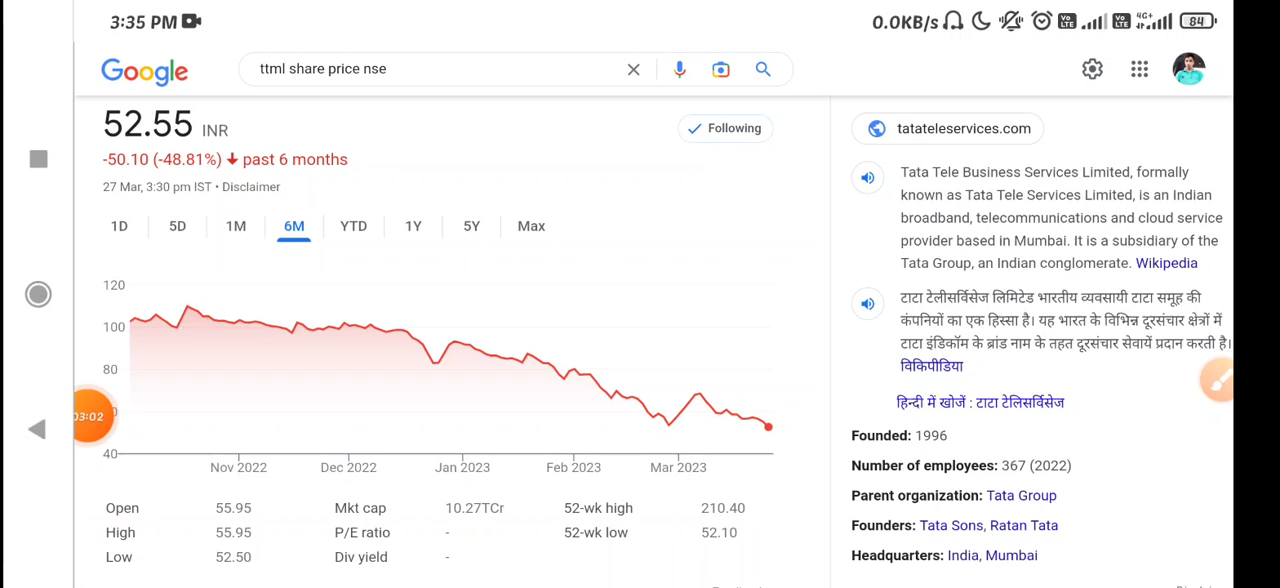 3:35 PM
0.0KB/s
Vo LTE
Vo LTE
4G+
84
Google
ttml share price nse
52.55 INR
Following
-50.10 (-48.81%) past 6 months
27 Mar, 3:30 pm IST • Disclaimer
1D 5D 1M 6M YTD 1Y 5Y Max
120
100
80
40
03:02
Nov 2022 Dec 2022 Jan 2023 Feb 2023 Mar 2023
Open 55.95 Mkt cap 10.27TCr 52-wk high 210.40
High 55.95 P/E ratio - 52-wk low 52.10
Low 52.50 Div yield -
tatateleservices.com
Tata Tele Business Services Limited, formally
known as Tata Tele Services Limited, is an Indian
broadband, telecommunications and cloud service
provider based in Mumbai. It is a subsidiary of the
Tata Group, an Indian conglomerate. Wikipedia
टाटा टेलीसर्विसेज लिमिटेड भारतीय व्यवसायी टाटा समूह की
कंपनियों का एक हिस्सा है। यह भारत के विभिन्न दूरसंचार क्षेत्रों में
टाटा इंडिकॉम के ब्रांड नाम के तहत दूरसंचार सेवायें प्रदान करती है।
विकिपीडिया
हिन्दी में खोजें : टाटा टेलिसर्विसेज
Founded: 1996
Number of employees: 367 (2022)
Parent organization: Tata Group
Founders: Tata Sons, Ratan Tata
Headquarters: India, Mumbai